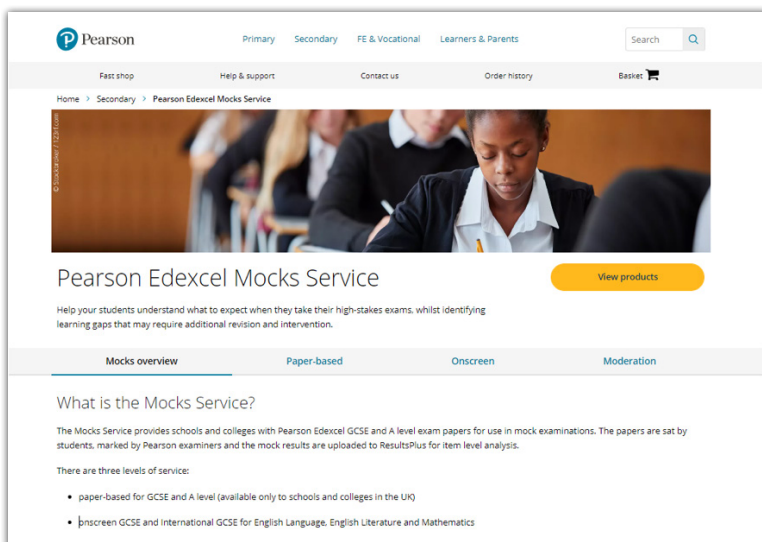 Pearson
Primary Secondary FE & Vocational Learners & Parents
Search
Fast shop Help & support Contact us Order history Basket
Home > Secondary > Pearson Edexcel Mocks Service
© Stockbroker / 123rf.com
Pearson Edexcel Mocks Service
View products
Help your students understand what to expect when they take their high-stakes exams, whilst identifying
learning gaps that may require additional revision and intervention.
Mocks overview Paper-based Onscreen Moderation
What is the Mocks Service?
The Mocks Service provides schools and colleges with Pearson Edexcel GCSE and A level exam papers for use in mock examinations. The papers are sat by
students, marked by Pearson examiners and the mock results are uploaded to ResultsPlus for item level analysis.
There are three levels of service:
• paper-based for GCSE and A level (available only to schools and colleges in the UK)
• onscreen GCSE and International GCSE for English Language, English Literature and Mathematics